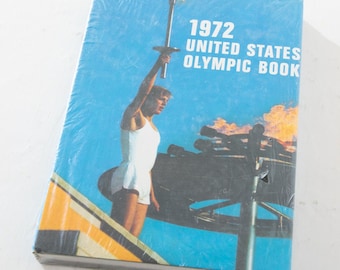 1972
UNITED STATES
OLYMPIC BOOK